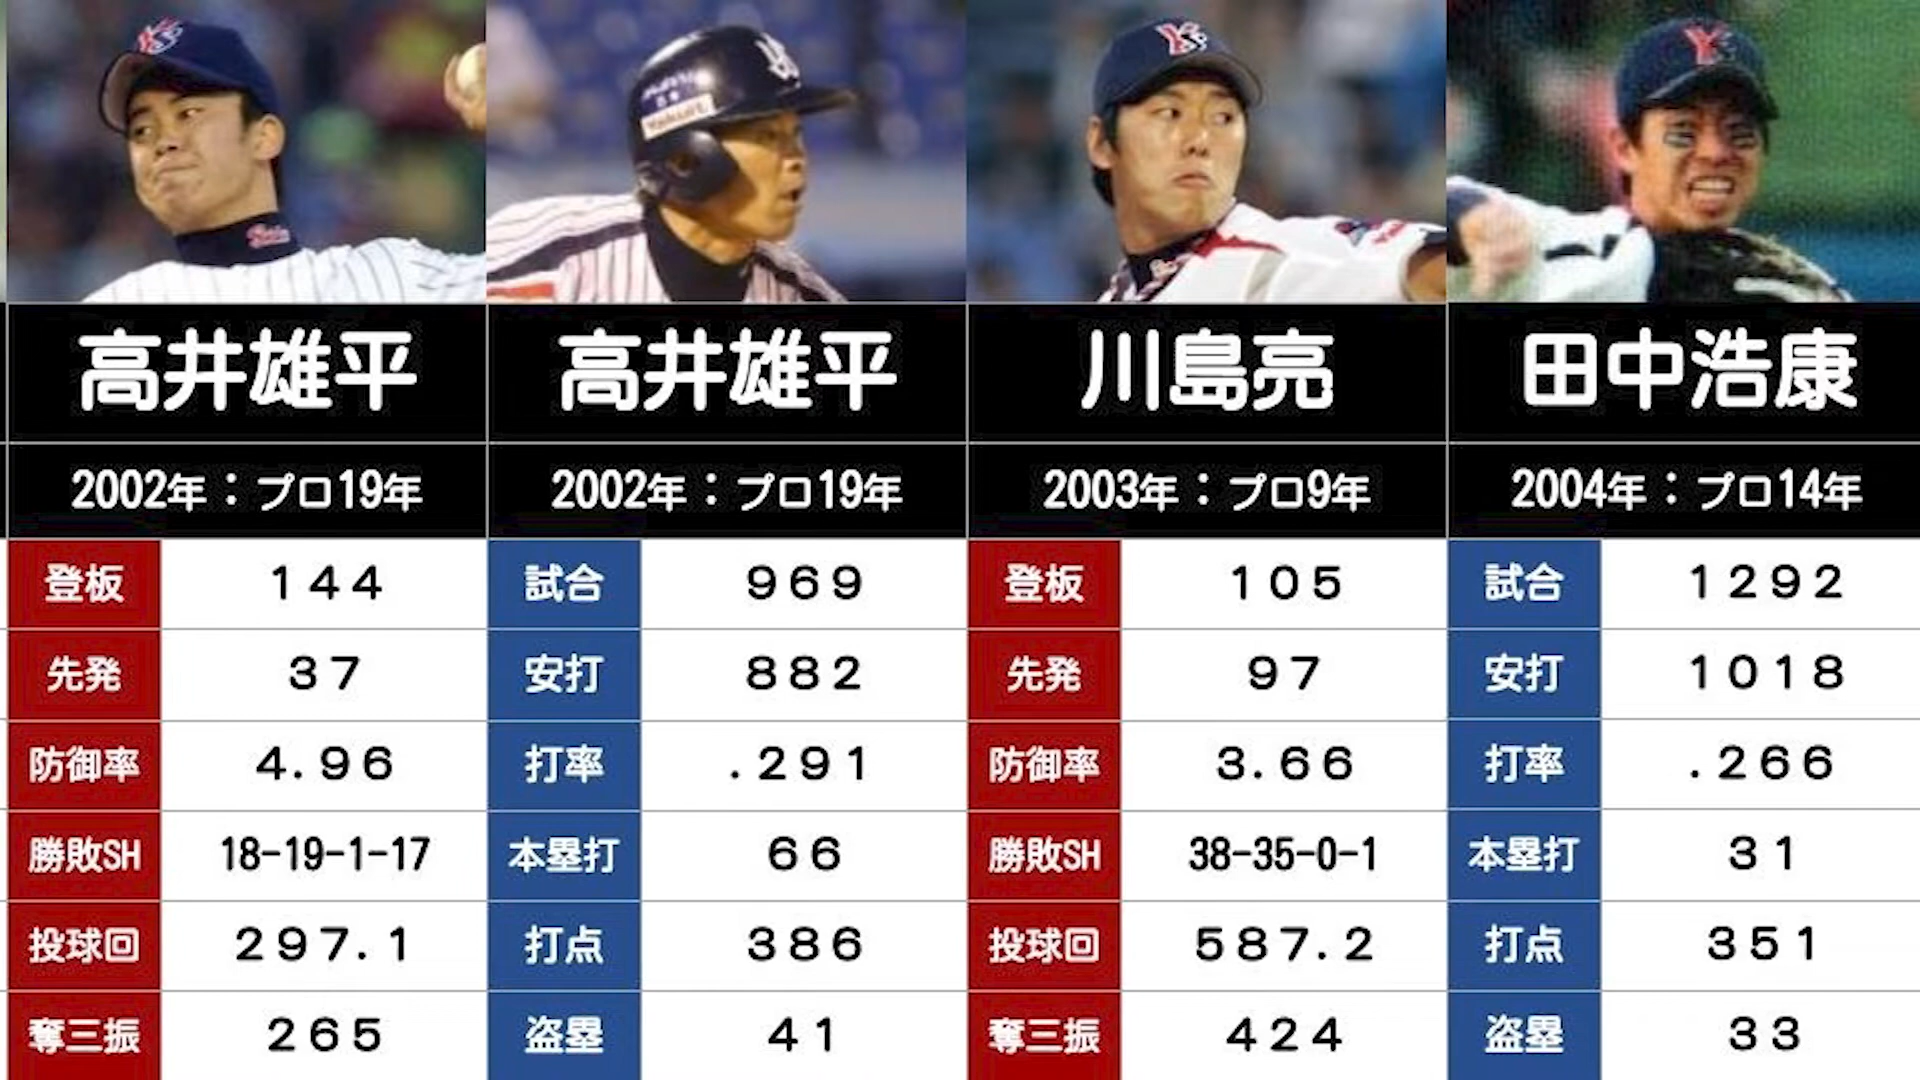 高井雄平
2002年：プロ19年
登板 144
先発 37
防御率 4.96
勝敗SH 18-19-1-17
投球回 297.1
奪三振 265
高井雄平
2002年：プロ19年
試合 969
安打 882
打率 .291
本塁打 66
打点 386
盗塁 41
川島亮
2003年：プロ9年
登板 105
先発 97
防御率 3.66
勝敗SH 38-35-0-1
投球回 587.2
奪三振 424
田中浩康
2004年：プロ14年
試合 1292
安打 1018
打率 .266
本塁打 31
打点 351
盗塁 33